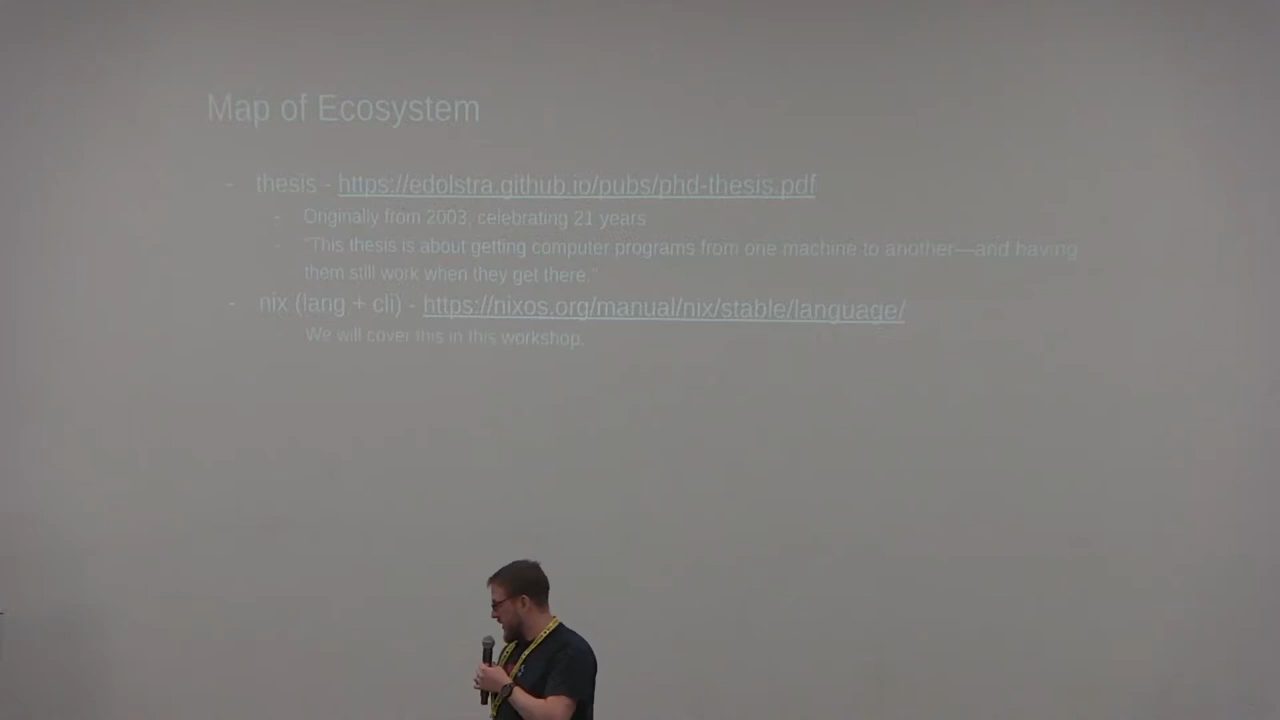 Map of Ecosystem
- thesis - https://edolstra.github.io/pubs/phd-thesis.pdf
- Originally from 2003, celebrating 21 years
- "This thesis is about getting computer programs from one machine to another—and having
them still work when they get there."
- nix (lang + cli) - https://nixos.org/manual/nix/stable/language/
- We will cover this in this workshop.